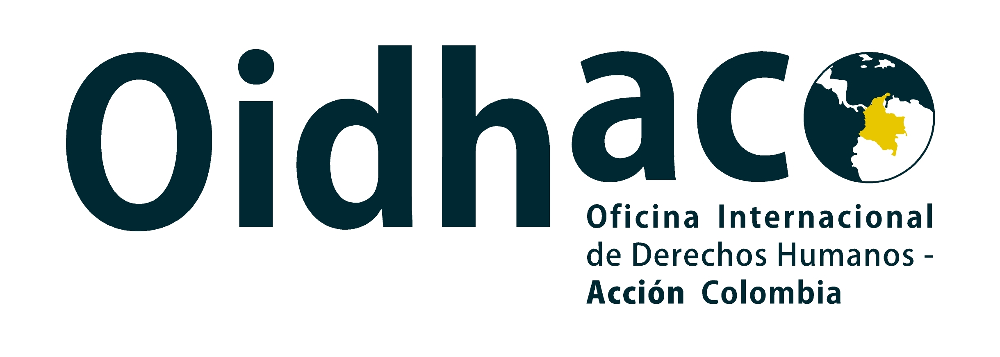 Oidhaco
Oficina Internacional
de Derechos Humanos -
Acción Colombia